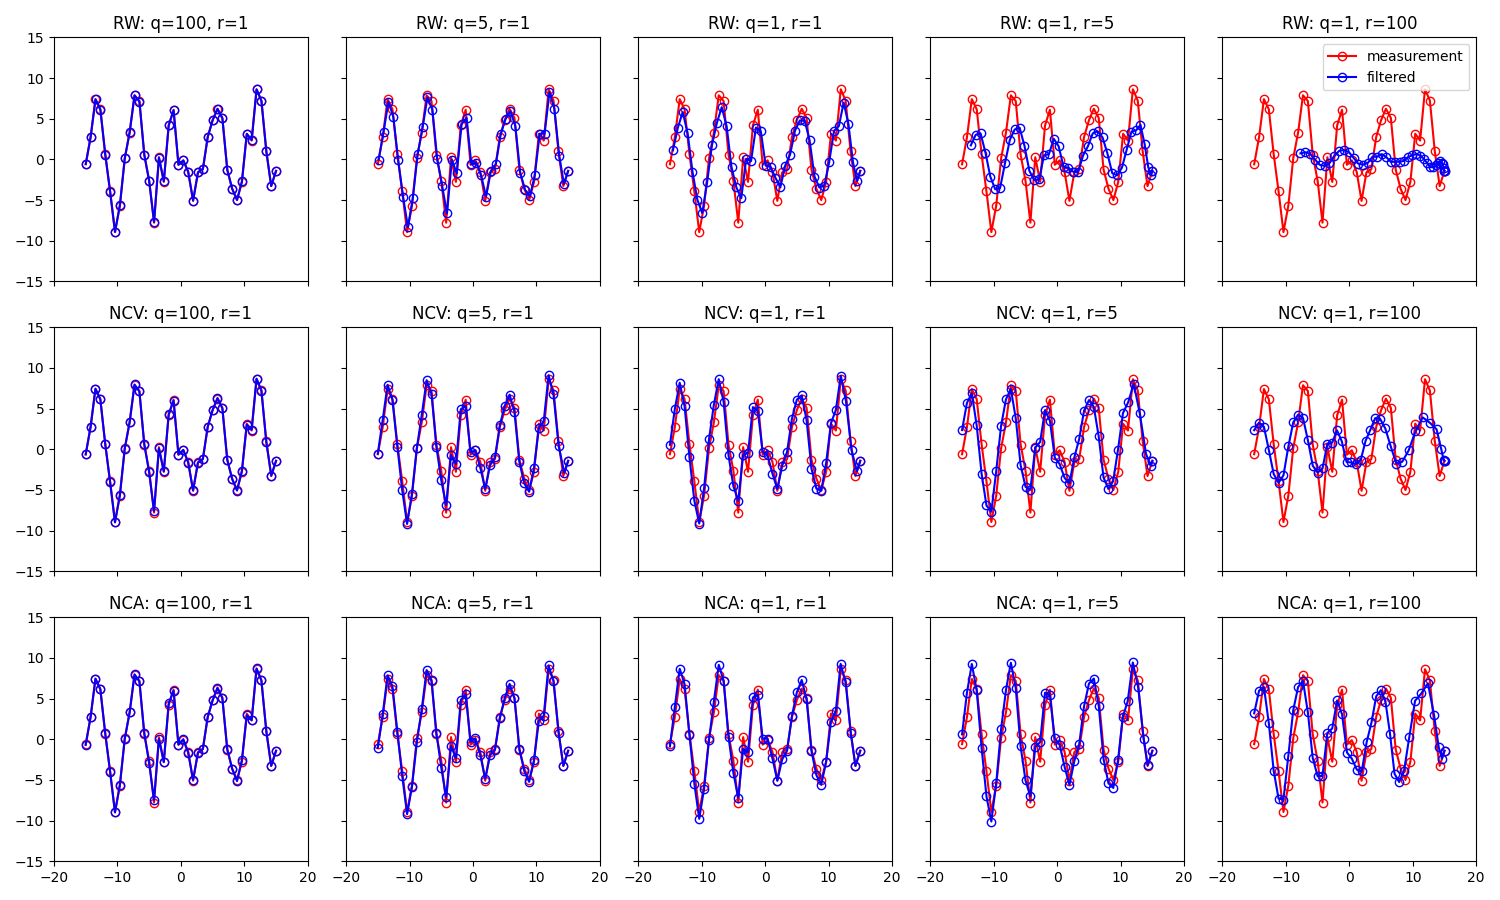 RW: q=100, r=1
RW: q=5, r=1
RW: q=1, r=1
RW: q=1, r=5
RW: q=1, r=100
15
10
5
0
−5
−10
−15
measurement
filtered
NCV: q=100, r=1
NCV: q=5, r=1
NCV: q=1, r=1
NCV: q=1, r=5
NCV: q=1, r=100
15
10
5
0
−5
−10
−15
NCA: q=100, r=1
NCA: q=5, r=1
NCA: q=1, r=1
NCA: q=1, r=5
NCA: q=1, r=100
15
10
5
0
−5
−10
−15
−20 −10 0 10 20
−20 −10 0 10 20
−20 −10 0 10 20
−20 −10 0 10 20
−20 −10 0 10 20